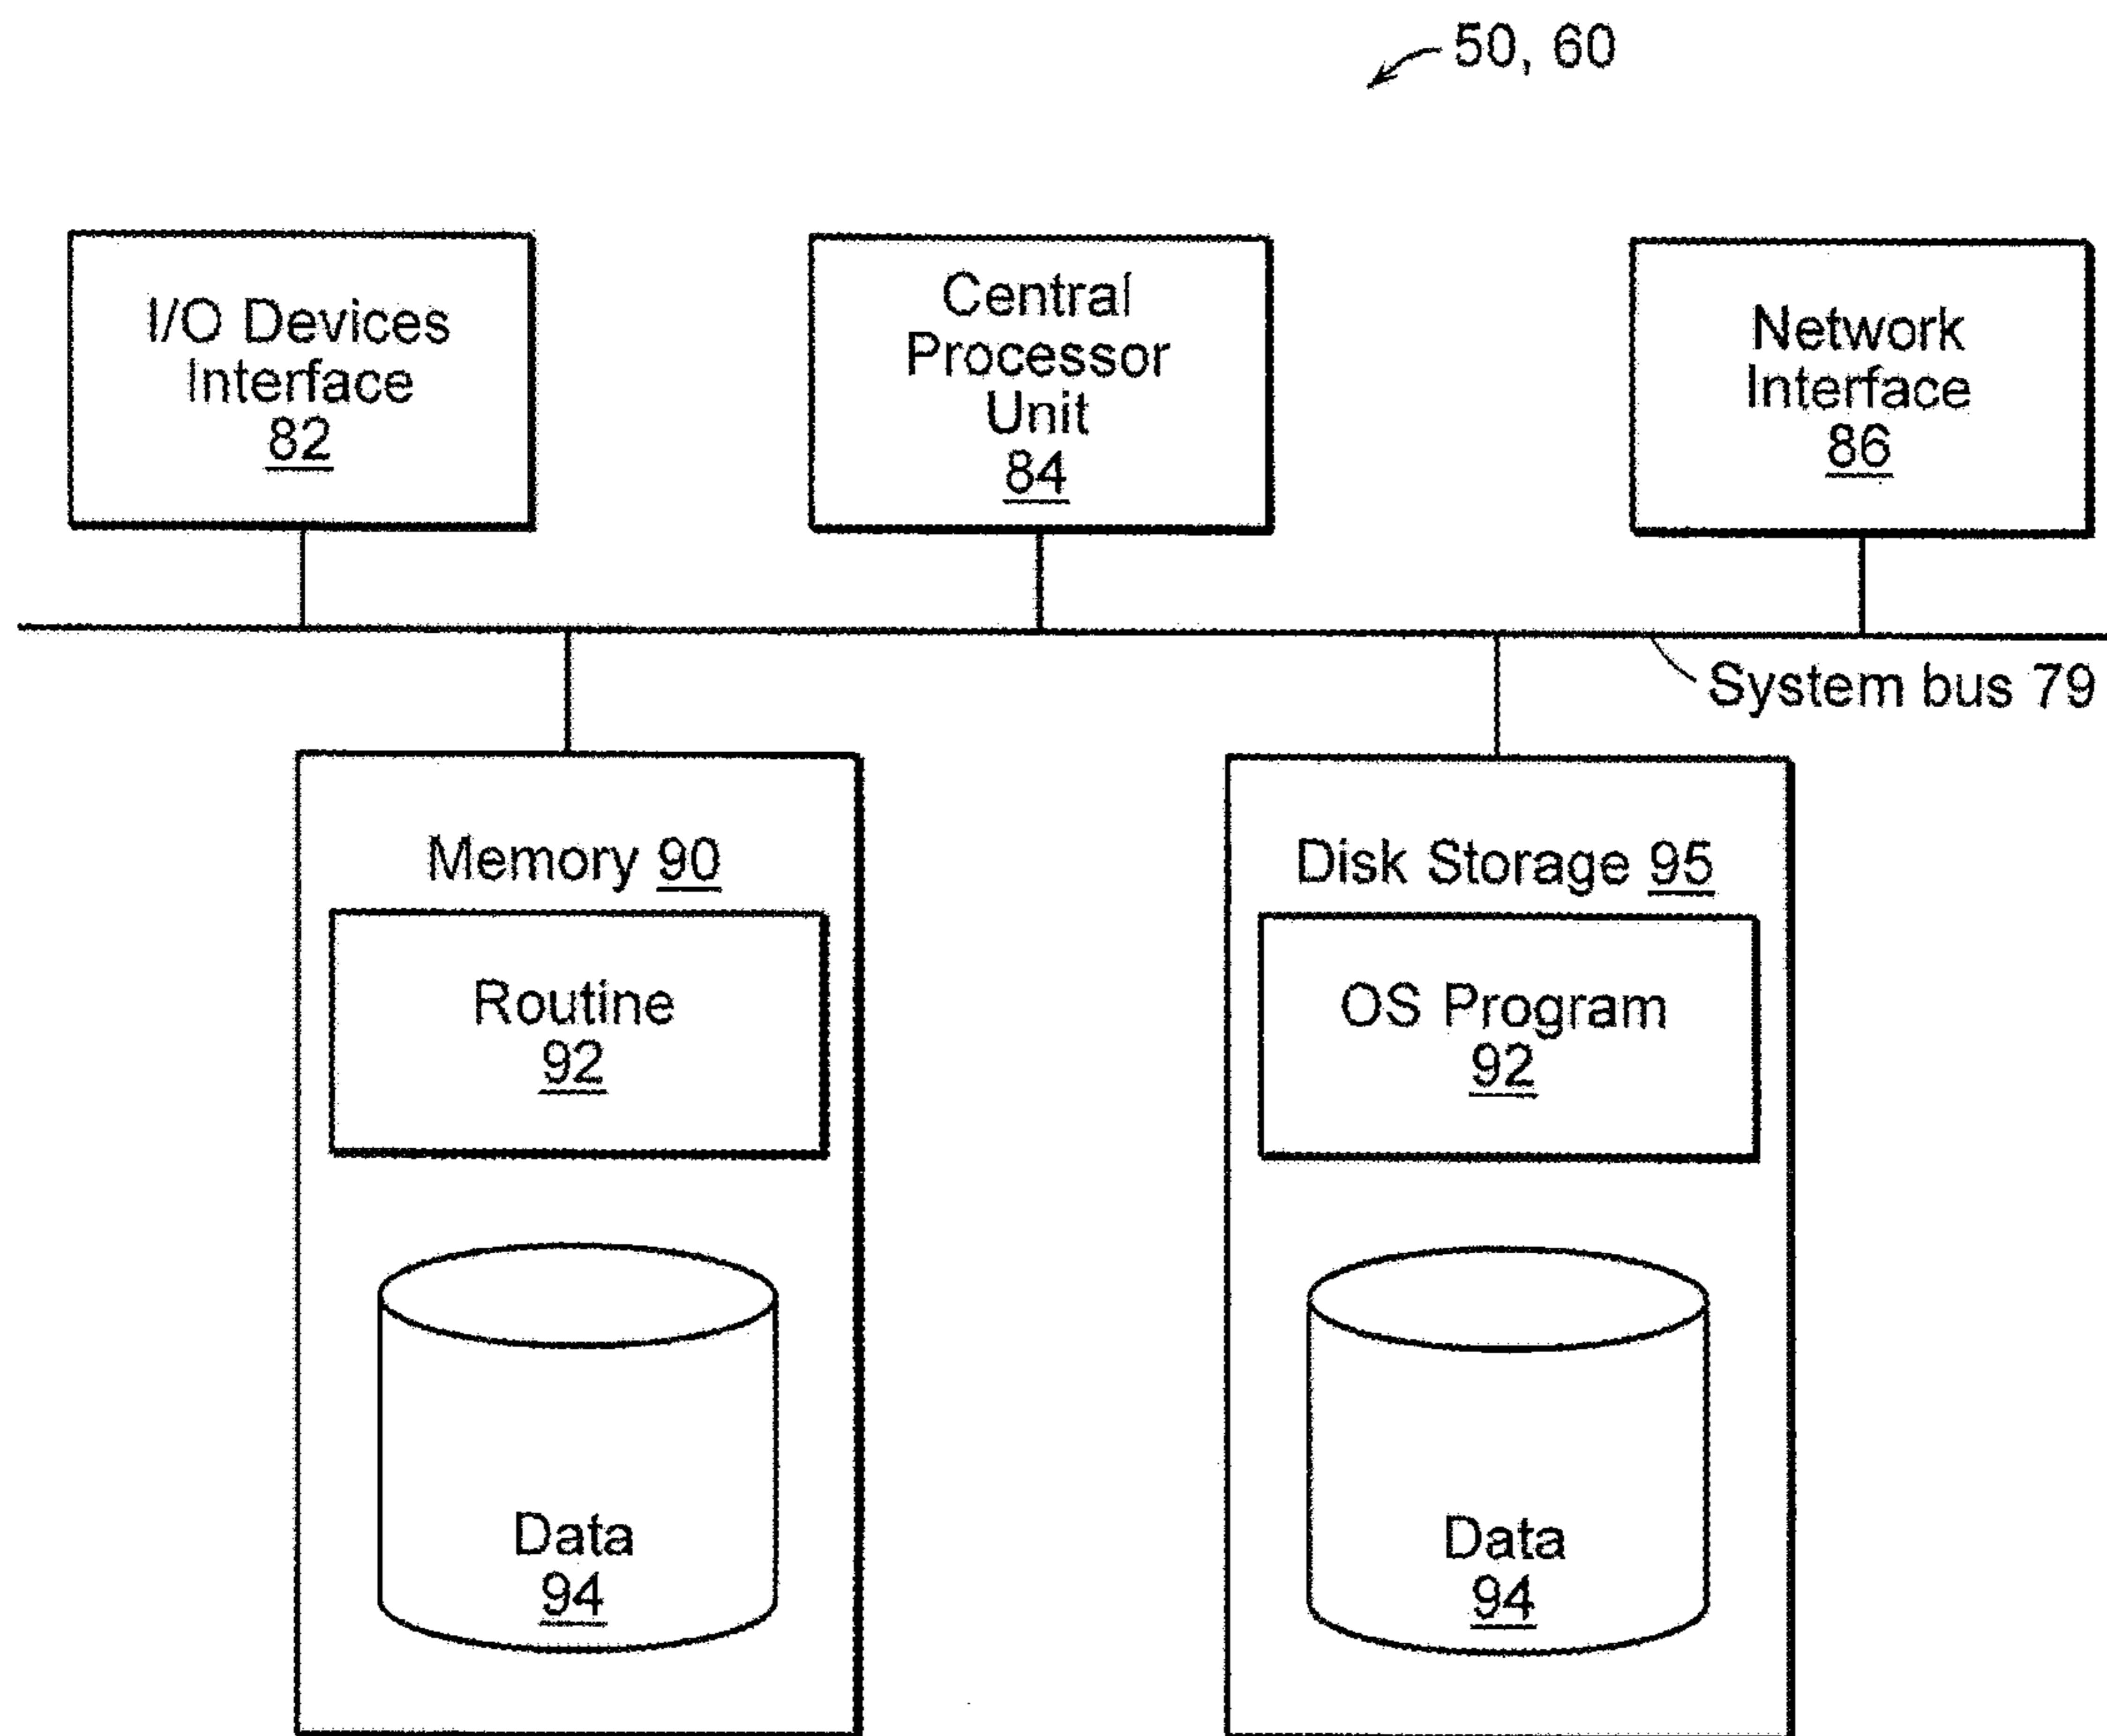 50, 60
I/O Devices
Interface
82
Central
Processor
Unit
84
Network
Interface
86
System bus 79
Memory 90
Routine
92
Data
94
Disk Storage 95
OS Program
92
Data
94